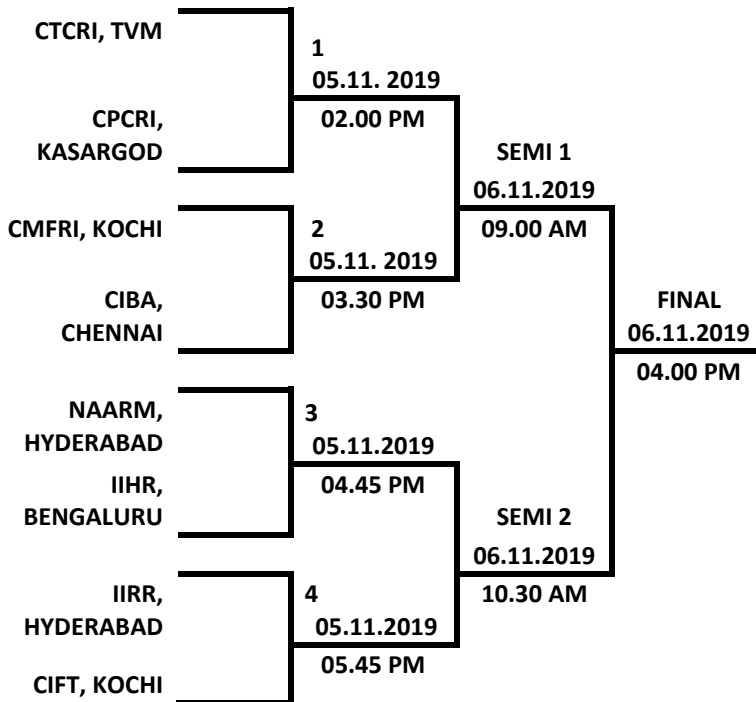 CTCRI, TVM
1
05.11. 2019
02.00 PM
CPCRI,
KASARGOD
SEMI 1
06.11.2019
09.00 AM
CMFRI, KOCHI
2
05.11. 2019
03.30 PM
CIBA,
CHENNAI
FINAL
06.11.2019
04.00 PM
NAARM,
HYDERABAD
3
05.11.2019
04.45 PM
IIHR,
BENGALURU
SEMI 2
06.11.2019
10.30 AM
IIRR,
HYDERABAD
4
05.11.2019
05.45 PM
CIFT, KOCHI